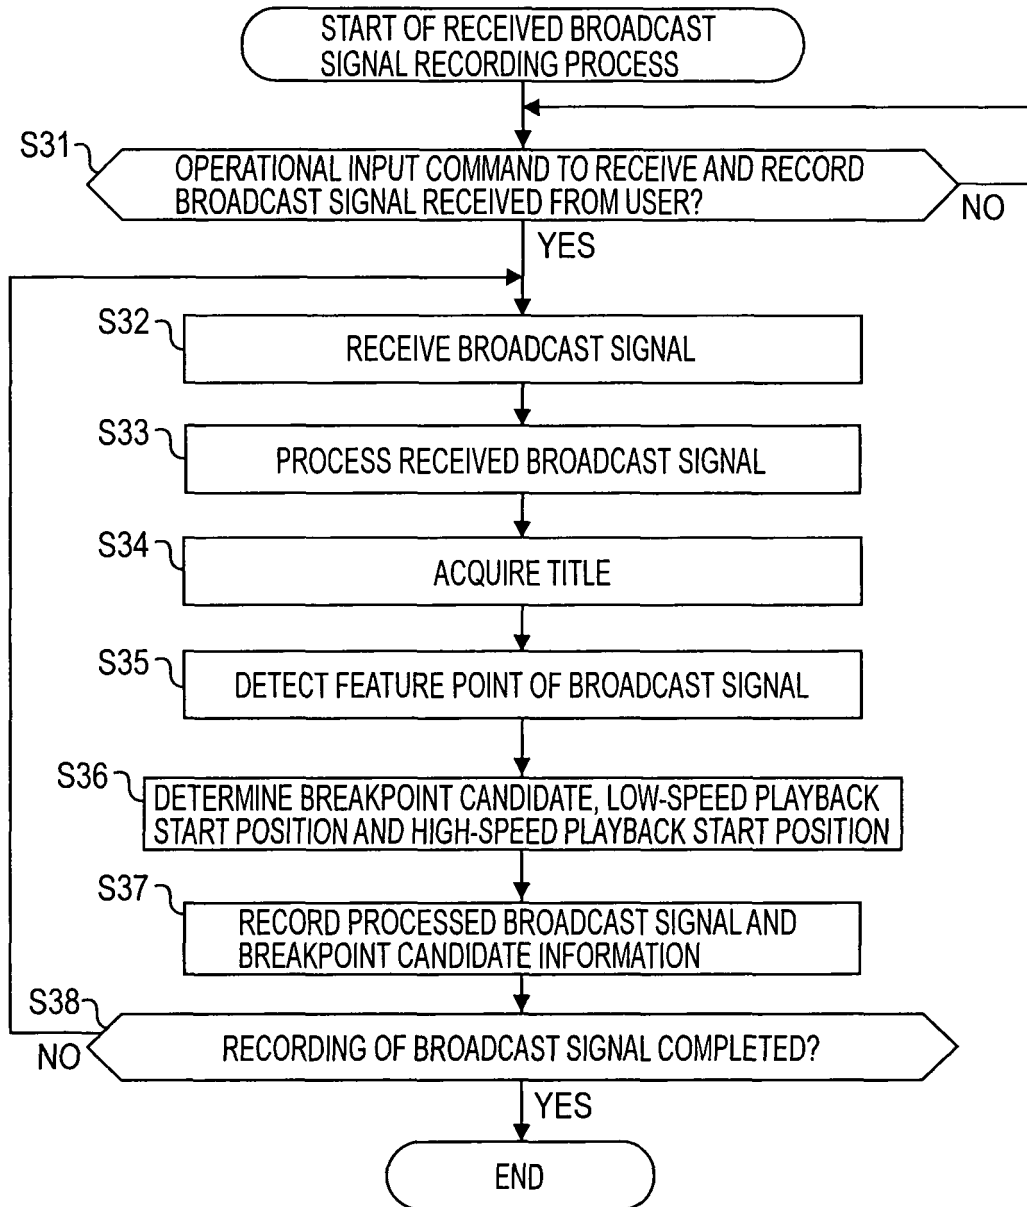 START OF RECEIVED BROADCAST
SIGNAL RECORDING PROCESS
S31
OPERATIONAL INPUT COMMAND TO RECEIVE AND RECORD
BROADCAST SIGNAL RECEIVED FROM USER?
NO
YES
S32
RECEIVE BROADCAST SIGNAL
S33
PROCESS RECEIVED BROADCAST SIGNAL
S34
ACQUIRE TITLE
S35
DETECT FEATURE POINT OF BROADCAST SIGNAL
S36
DETERMINE BREAKPOINT CANDIDATE, LOW-SPEED PLAYBACK
START POSITION AND HIGH-SPEED PLAYBACK START POSITION
S37
RECORD PROCESSED BROADCAST SIGNAL AND
BREAKPOINT CANDIDATE INFORMATION
S38
RECORDING OF BROADCAST SIGNAL COMPLETED?
NO
YES
END